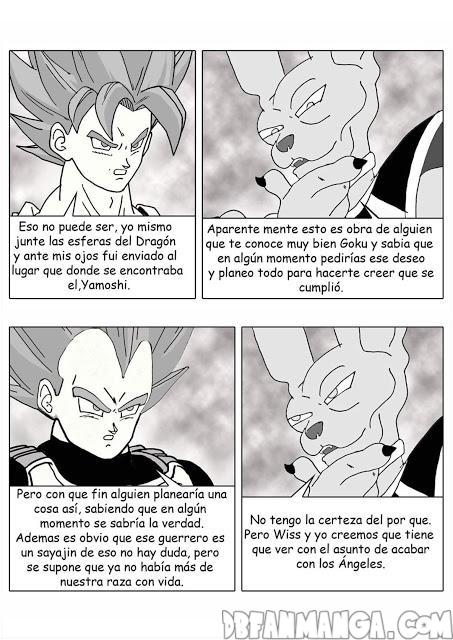 Eso no puede ser, yo mismo
junte las esferas del Dragón
y ante mis ojos fui enviado al
lugar que donde se encontraba
el,Yamoshi.
Aparente mente esto es obra de alguien
que te conoce muy bien Goku y sabia que
en algún momento pedirías ese deseo
y planeo todo para hacerte creer que se
cumplió.
Pero con que fin alguien planearía una
cosa así, sabiendo que en algún
momento se sabría la verdad.
Ademas es obvio que ese guerrero es
un sayajin de eso no hay duda, pero
se supone que ya no había más de
nuestra raza con vida.
No tengo la certeza del por que.
Pero Wiss y yo creemos que tiene
que ver con el asunto de acabar
con los Ángeles.
DBFANMANGA.COM